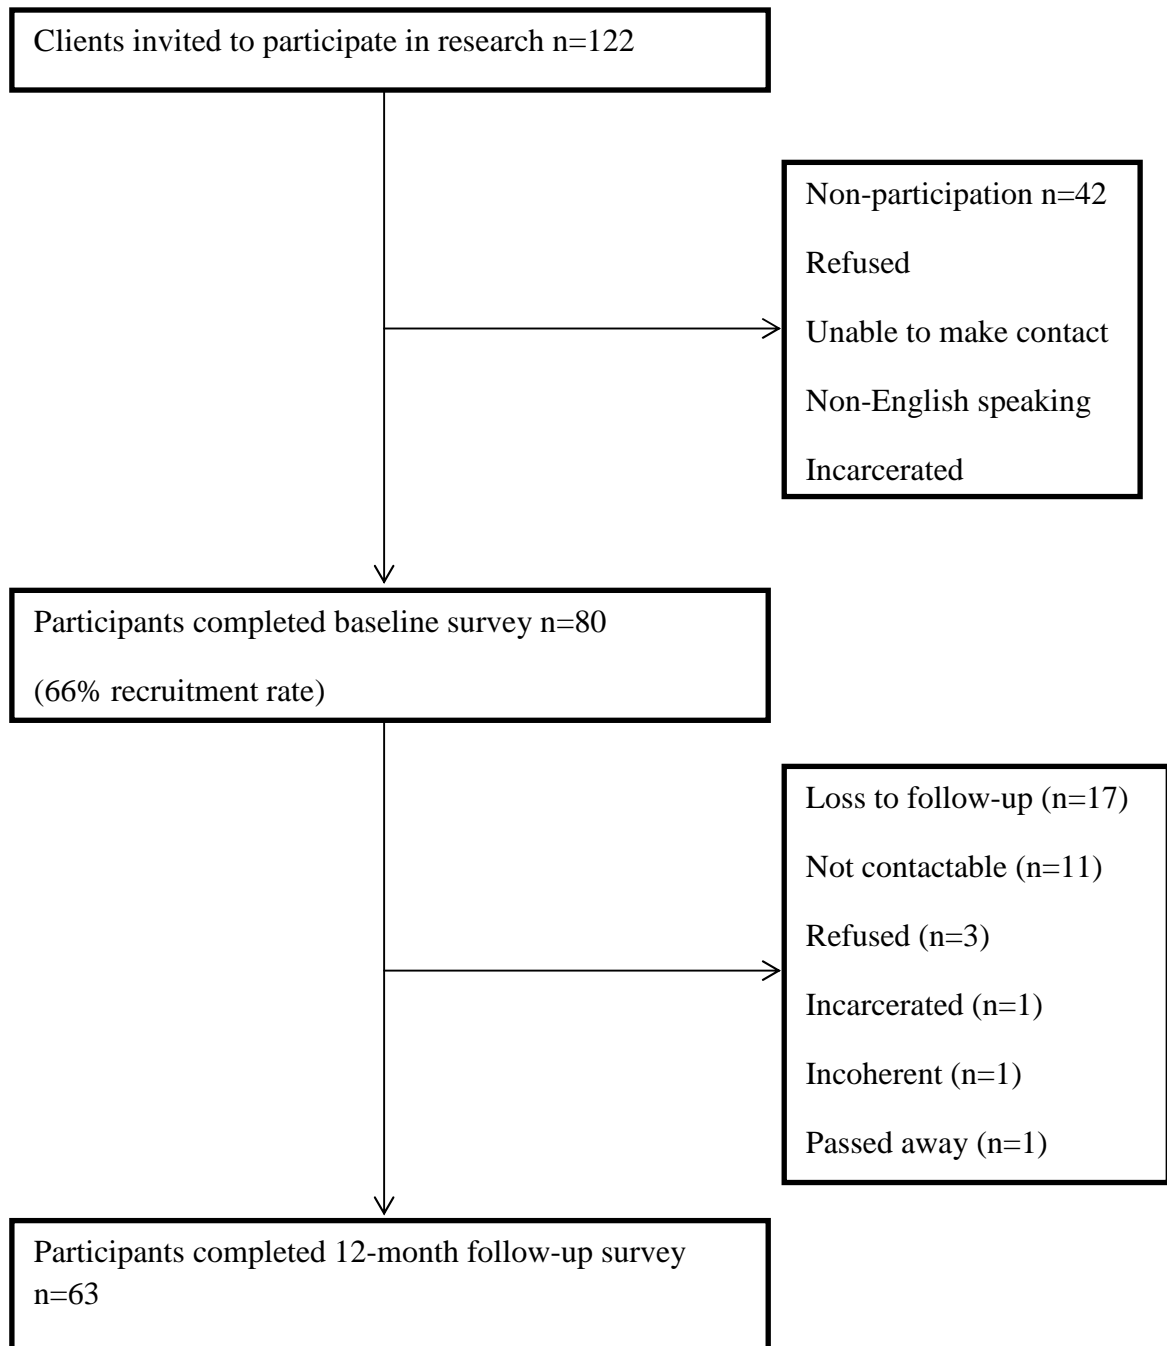 Clients invited to participate in research n=122
Non-participation n=42
Refused
Unable to make contact
Non-English speaking
Incarcerated
Participants completed baseline survey n=80
(66% recruitment rate)
Loss to follow-up (n=17)
Not contactable (n=11)
Refused (n=3)
Incarcerated (n=1)
Incoherent (n=1)
Passed away (n=1)
Participants completed 12-month follow-up survey
n=63